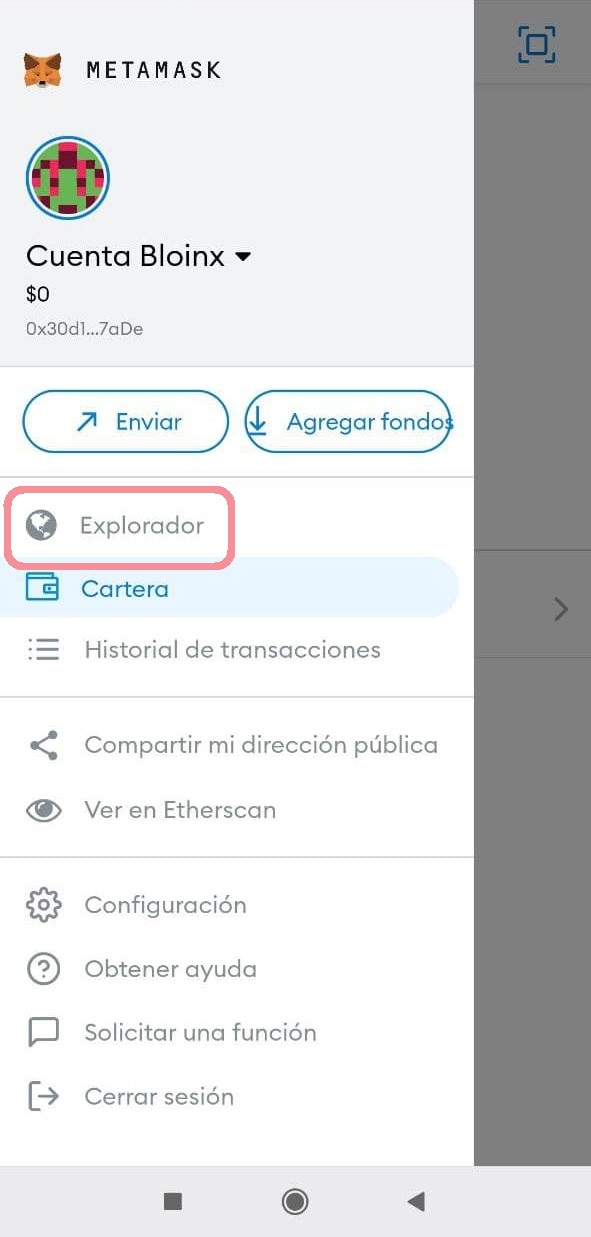 METAMASK
Cuenta Bloinx
$0
0x30d1...7aDe
Enviar
Agregar fondos
Explorador
Cartera
Historial de transacciones
Compartir mi dirección pública
Ver en Etherscan
Configuración
Obtener ayuda
Solicitar una función
Cerrar sesión